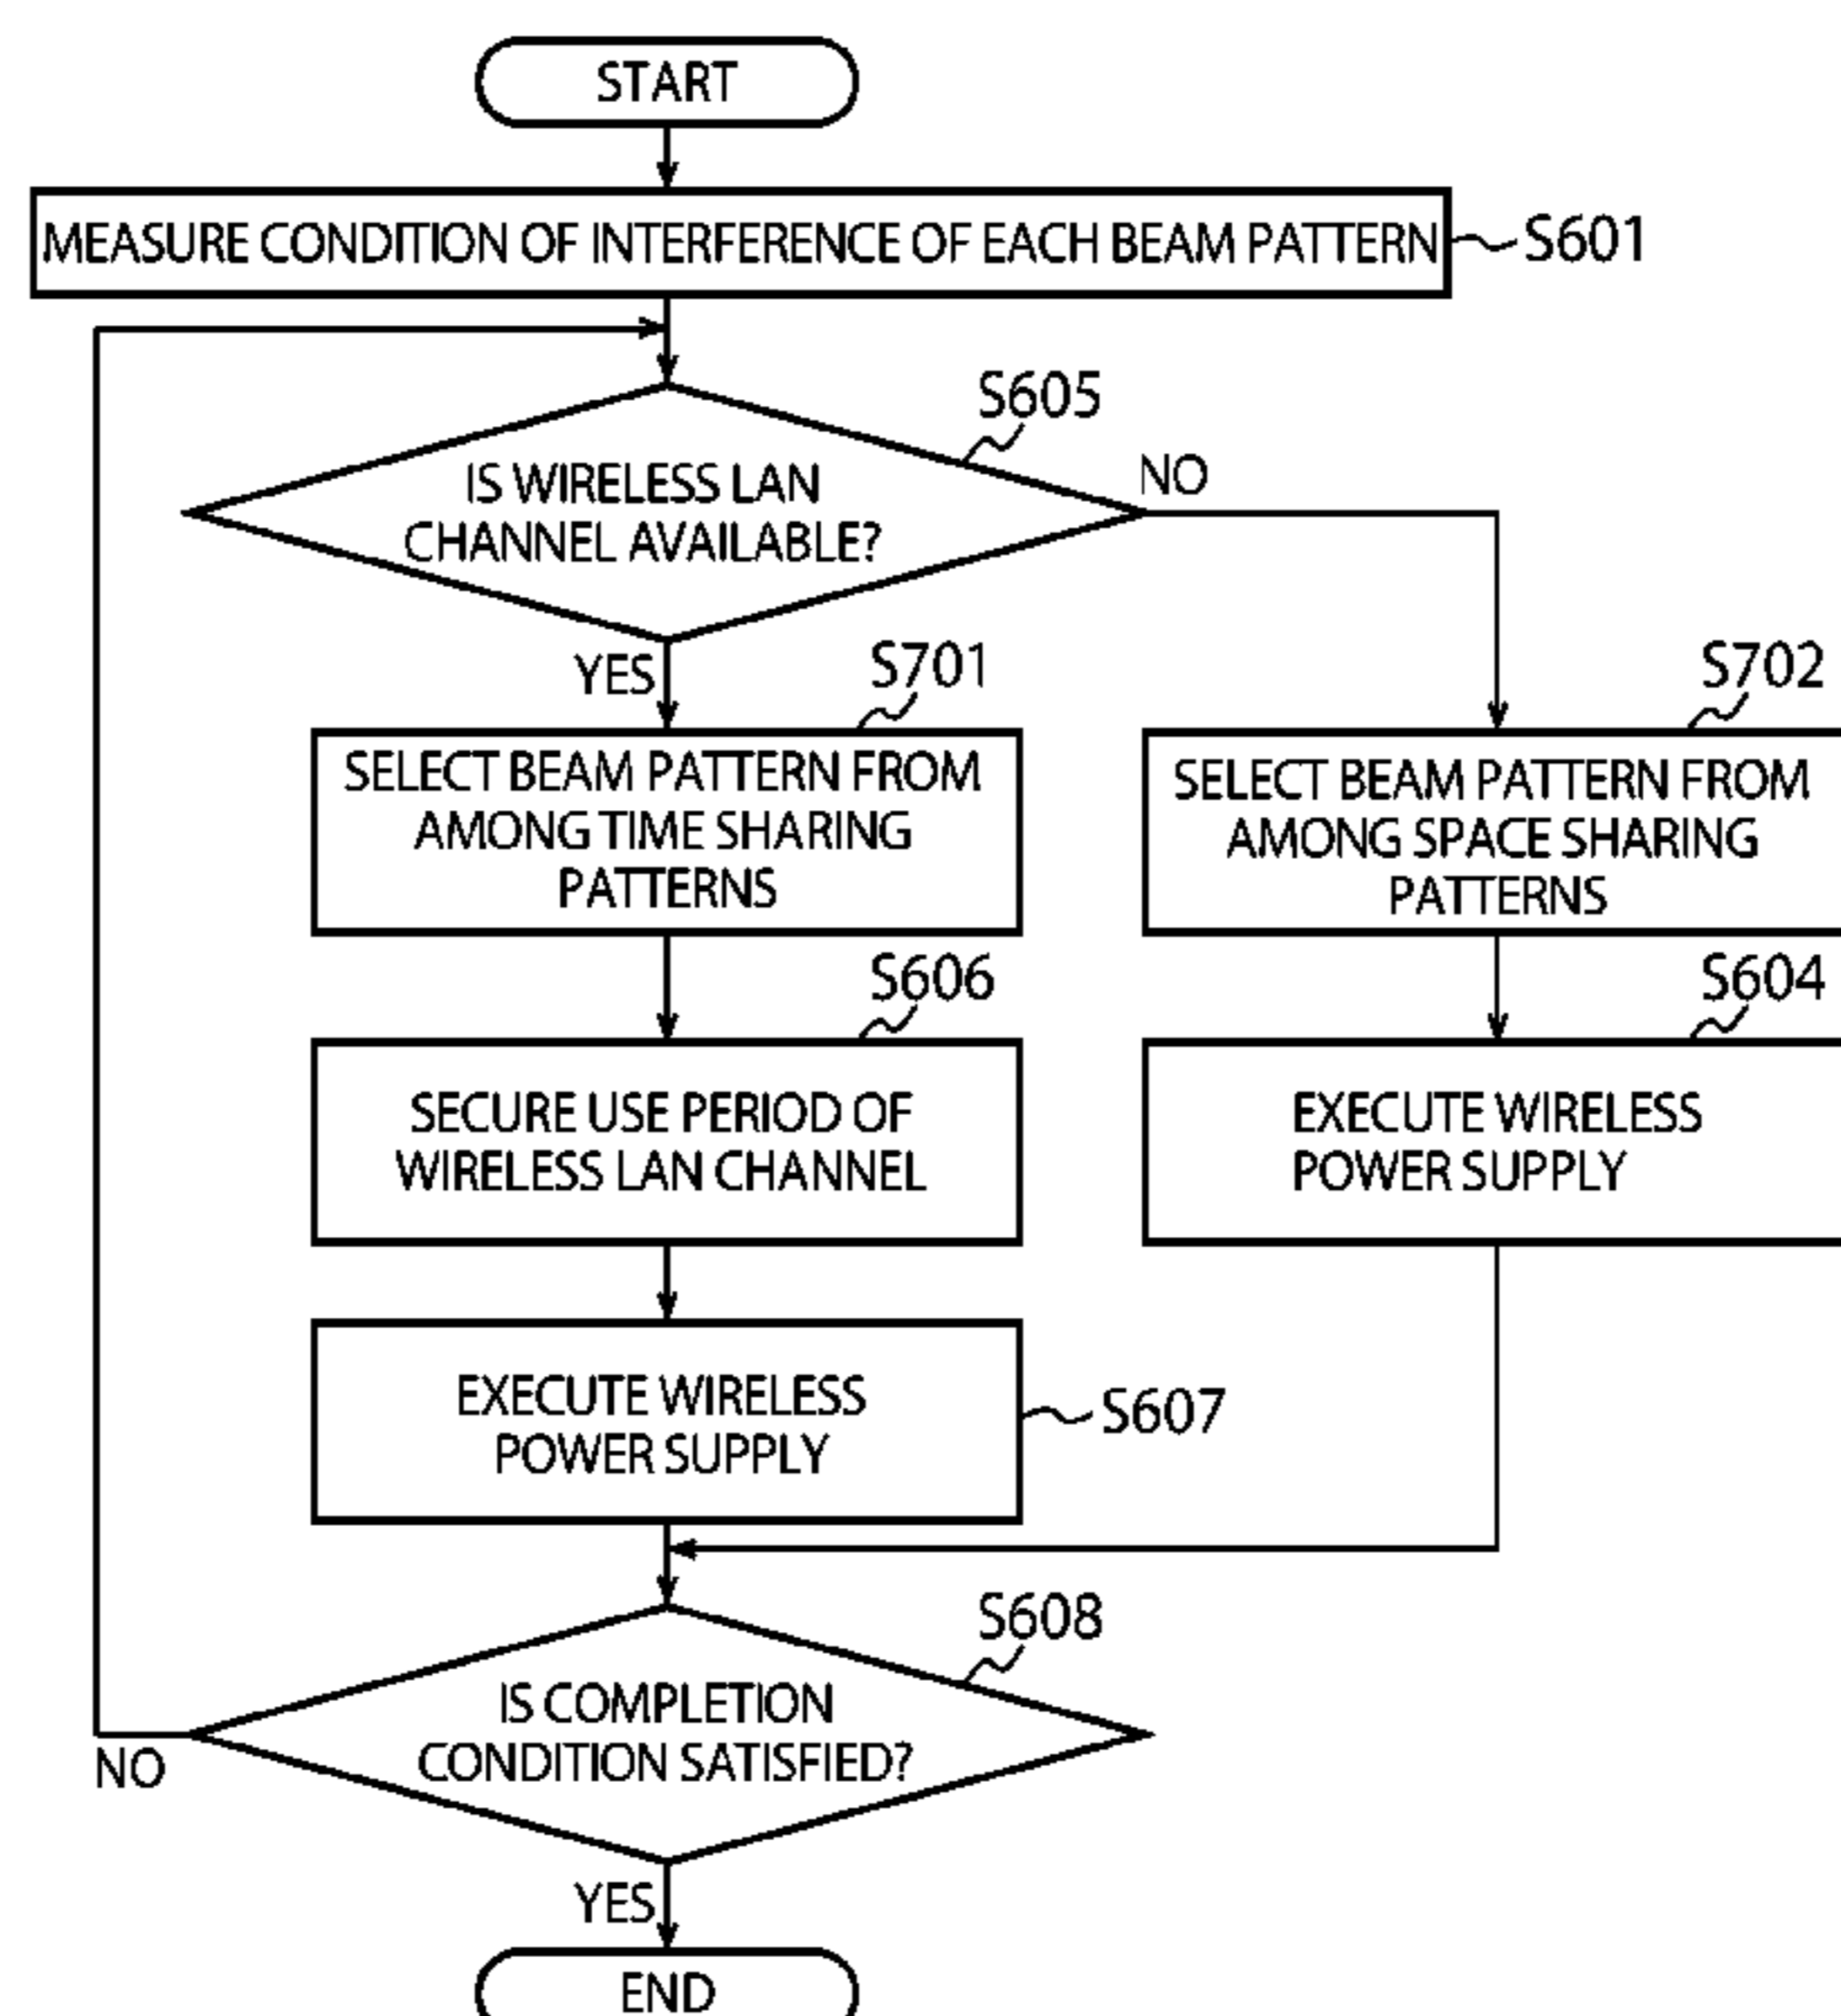 START
MEASURE CONDITION OF INTERFERENCE OF EACH BEAM PATTERN
S601
S605
IS WIRELESS LAN
CHANNEL AVAILABLE?
NO
YES
S701
SELECT BEAM PATTERN FROM
AMONG TIME SHARING
PATTERNS
S702
SELECT BEAM PATTERN FROM
AMONG SPACE SHARING
PATTERNS
S606
SECURE USE PERIOD OF
WIRELESS LAN CHANNEL
S604
EXECUTE WIRELESS
POWER SUPPLY
EXECUTE WIRELESS
POWER SUPPLY
S607
S608
IS COMPLETION
CONDITION SATISFIED?
NO
YES
END